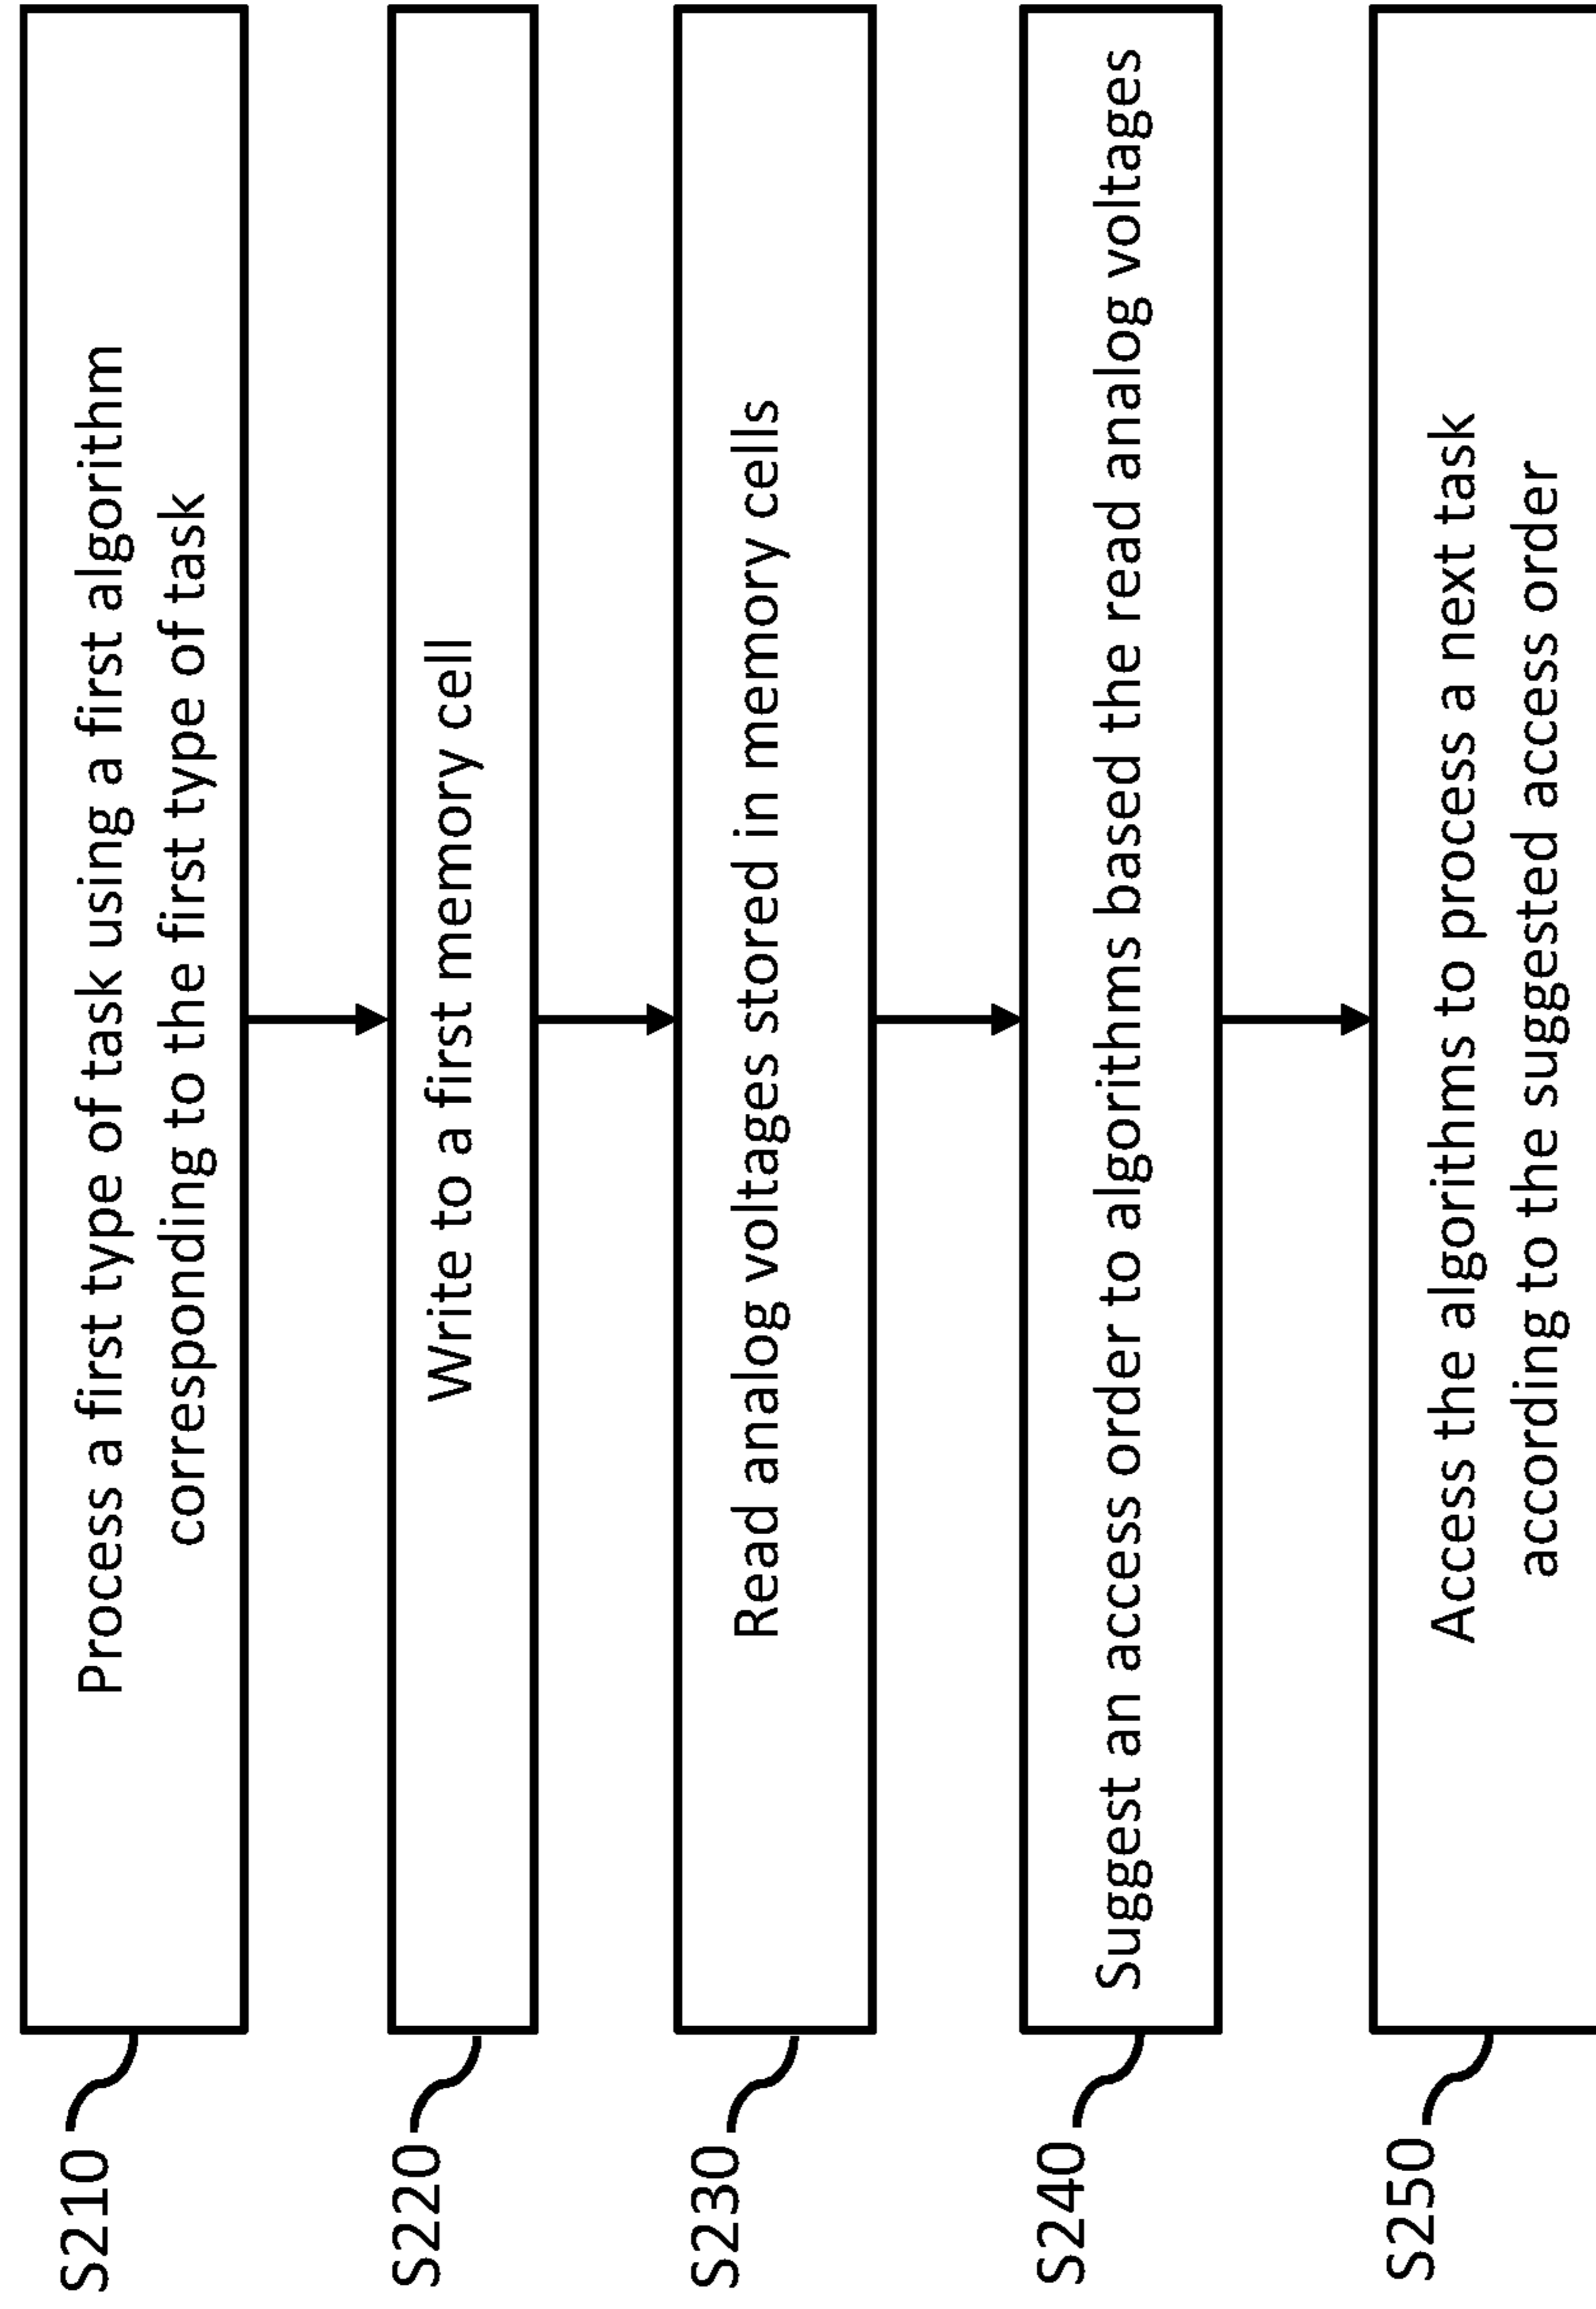 S210
Process a first type of task using a first algorithm
corresponding to the first type of task
S220
Write to a first memory cell
S230
Read analog voltages stored in memory cells
S240
Suggest an access order to algorithms based the read analog voltages
S250
Access the algorithms to process a next task
according to the suggested access order